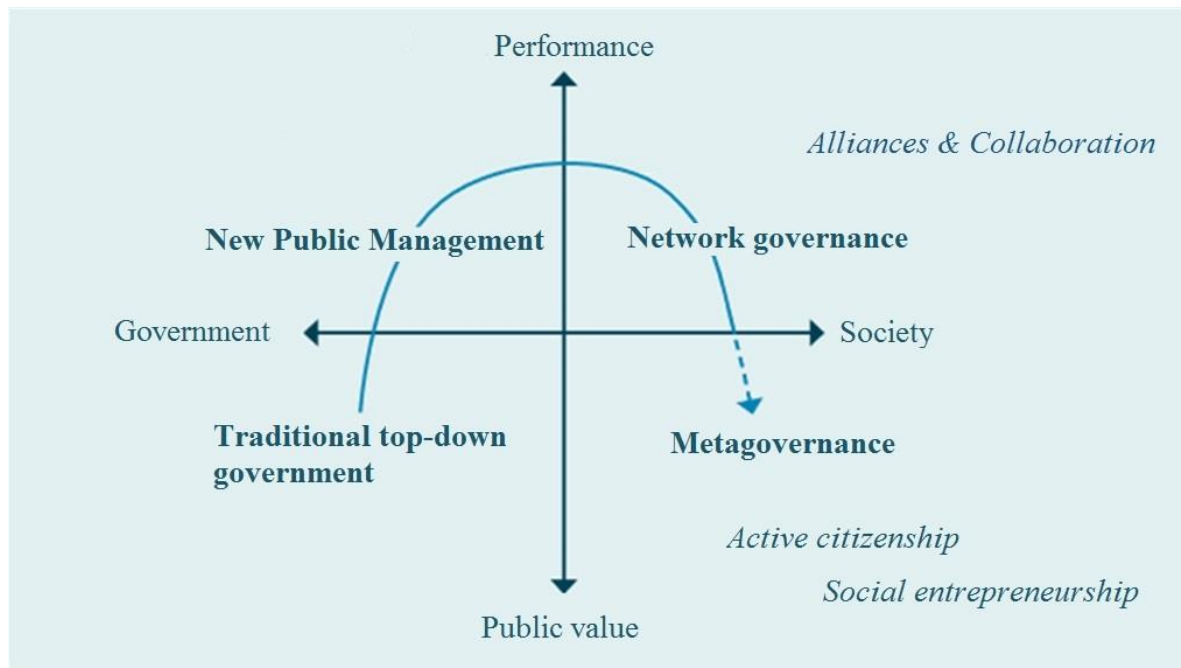 Performance
Alliances & Collaboration
New Public Management
Network governance
Government
Society
Traditional top-down
government
Metagovernance
Active citizenship
Social entrepreneurship
Public value